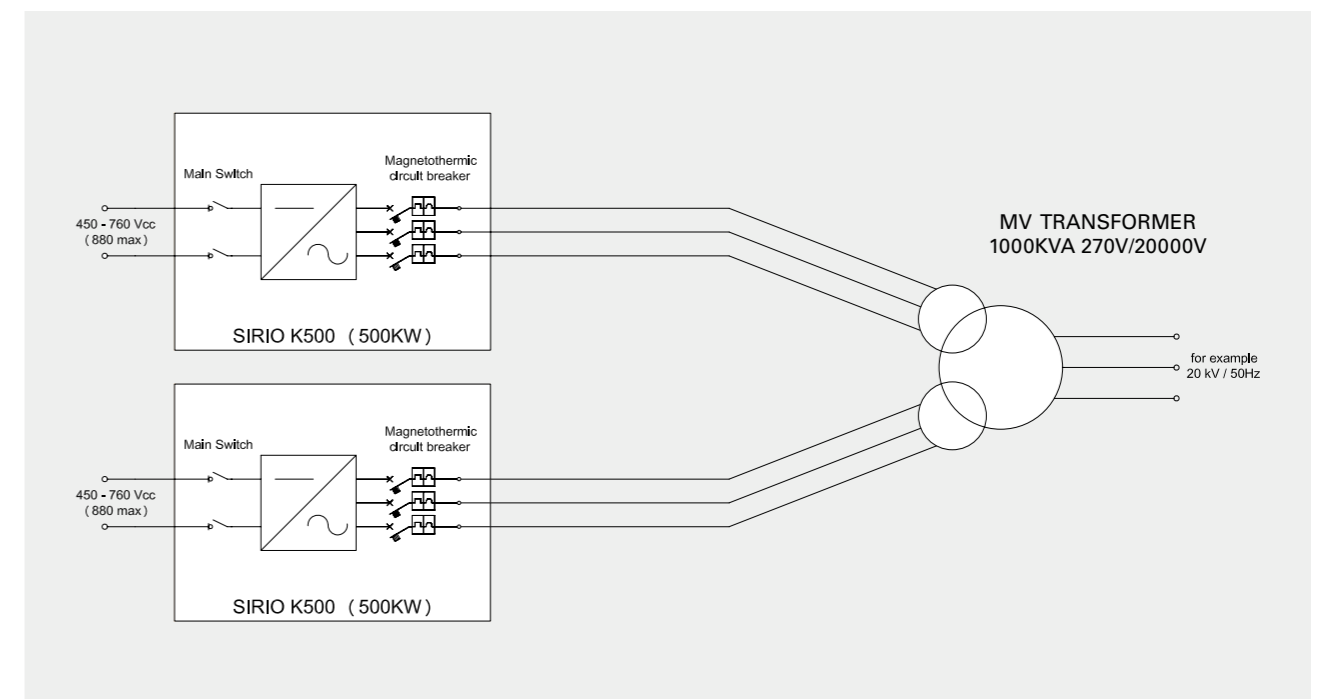 Main Switch
Magnetothermic
circuit breaker
450 - 760 Vcc
( 880 max )
SIRIO K500 ( 500KW )
MV TRANSFORMER
1000KVA 270V/20000V
for example
20 kV / 50Hz
Main Switch
Magnetothermic
circuit breaker
450 - 760 Vcc
( 880 max )
SIRIO K500 ( 500KW )